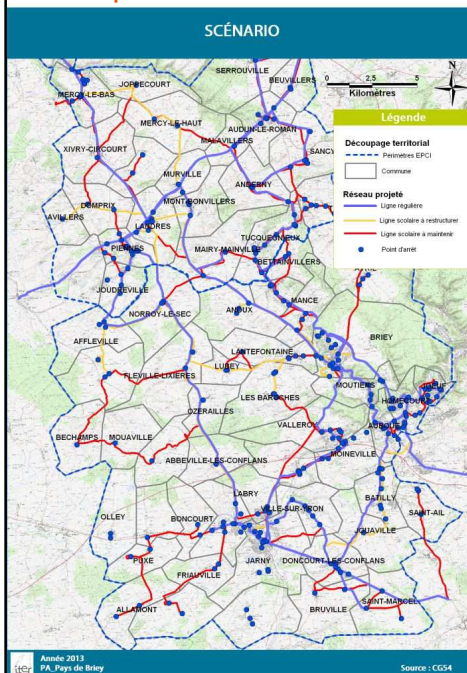 SCÉNARIO
SERROUVILLE
BEUVILLERS
JOPPECOURT
MERCY-LE-BAS
MERCY-LE-HAUT
AUDUN-LE-ROMAN
MALAVILLERS
XIVRY-CIRCOURT
SANCY
MURVILLE
ANDERNY
MONT-BONVILLERS
DOMPRIX
AVILLERS
LANDRES
TUCQUEGNIEUX
PIENNES
MAIRY-MAINVILLE
BETTAINVILLERS
JOUDREVILLE
MANCE
NORROY-LE-SEC
ANOUX
BRIEY
AFFLEVILLE
LANTEFONTAINE
LUBEY
FLEVILLE-LIXIERES
MOUTIERS
JOEUF
HOMECOURT
LES BAROCHES
OZERAILLES
AUBOUE
VALLEROY
BECHAMPS
MOUAVILLE
MOINEVILLE
ABBEVILLE-LES-CONFLANS
LABRY
BATILLY
VILLE-SUR-YRON
SAINT-AIL
OLLEY
BONCOURT
JOUAVILLE
PUXE
JARNY
DONCOURT-LES-CONFLANS
FRIAUVILLE
ALLAMONT
SAINT-MARCEL
BRUVILLE
N
0 2,5 5
Kilomètres
Légende
Découpage territorial
Perimetres EPCI
Commune
Réseau projeté
Ligne régulière
Ligne scolaire à restructurer
Ligne scolaire à maintenir
Point d'arrêt
iter
Année 2013
PA_Pays de Briey
Source : CG54